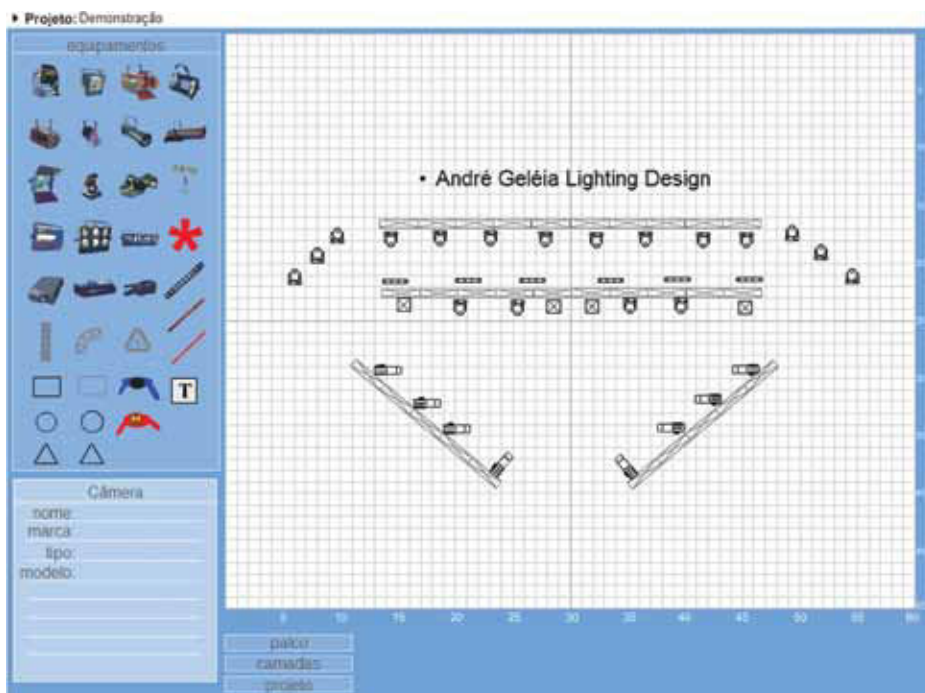 Projeto: Demonstração
equipamentos
• André Geléia Lighting Design
T
Câmera
nome:
marca:
tipo:
modelo:
0 10 15 20 25 30 35 40 45 50 55 60
palco
camadas
projeto